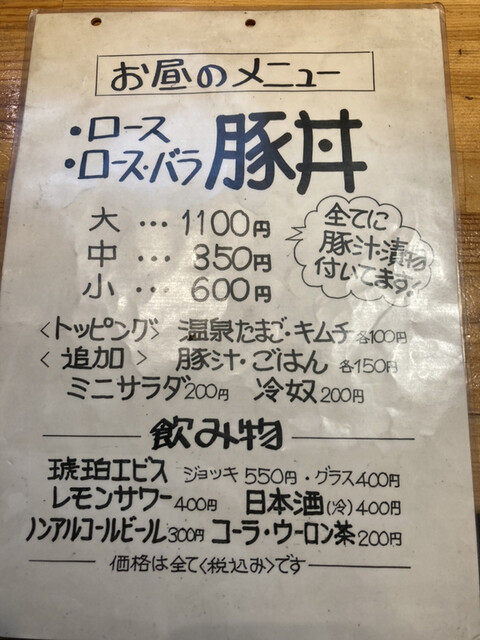 お昼のメニュー
・ロース
・ロース・バラ 豚丼
大 … 1100円
中 … 850円
小 … 600円
全てに
豚汁・漬物
付いてます!
<トッピング> 温泉たまご・キムチ各100円
<追加> 豚汁・ごはん 各150円
ミニサラダ200円 冷奴200円
飲み物
琥珀エビス ジョッキ 550円・グラス400円
レモンサワー400円 日本酒(冷)400円
ノンアルコールビール300円 コーラ・ウーロン茶200円
価格は全て<税込み>です